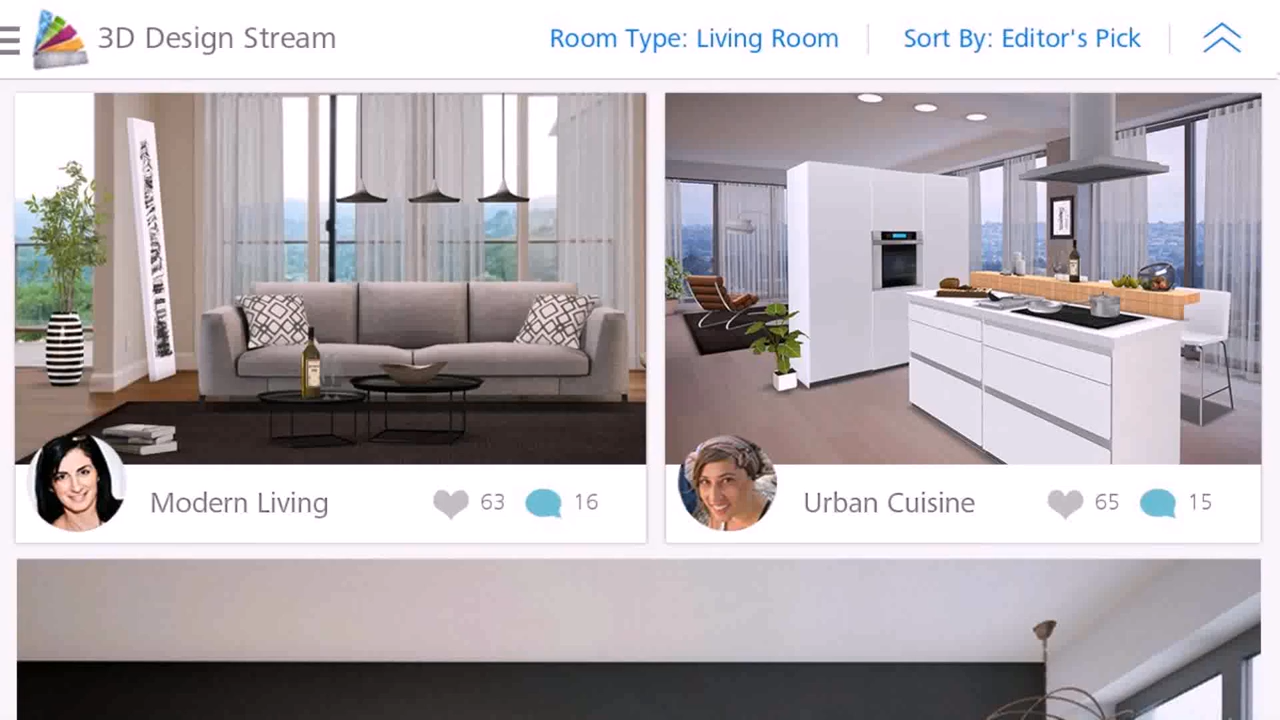 3D Design Stream
Room Type: Living Room
Sort By: Editor's Pick
Modern Living
63
16
Urban Cuisine
65
15